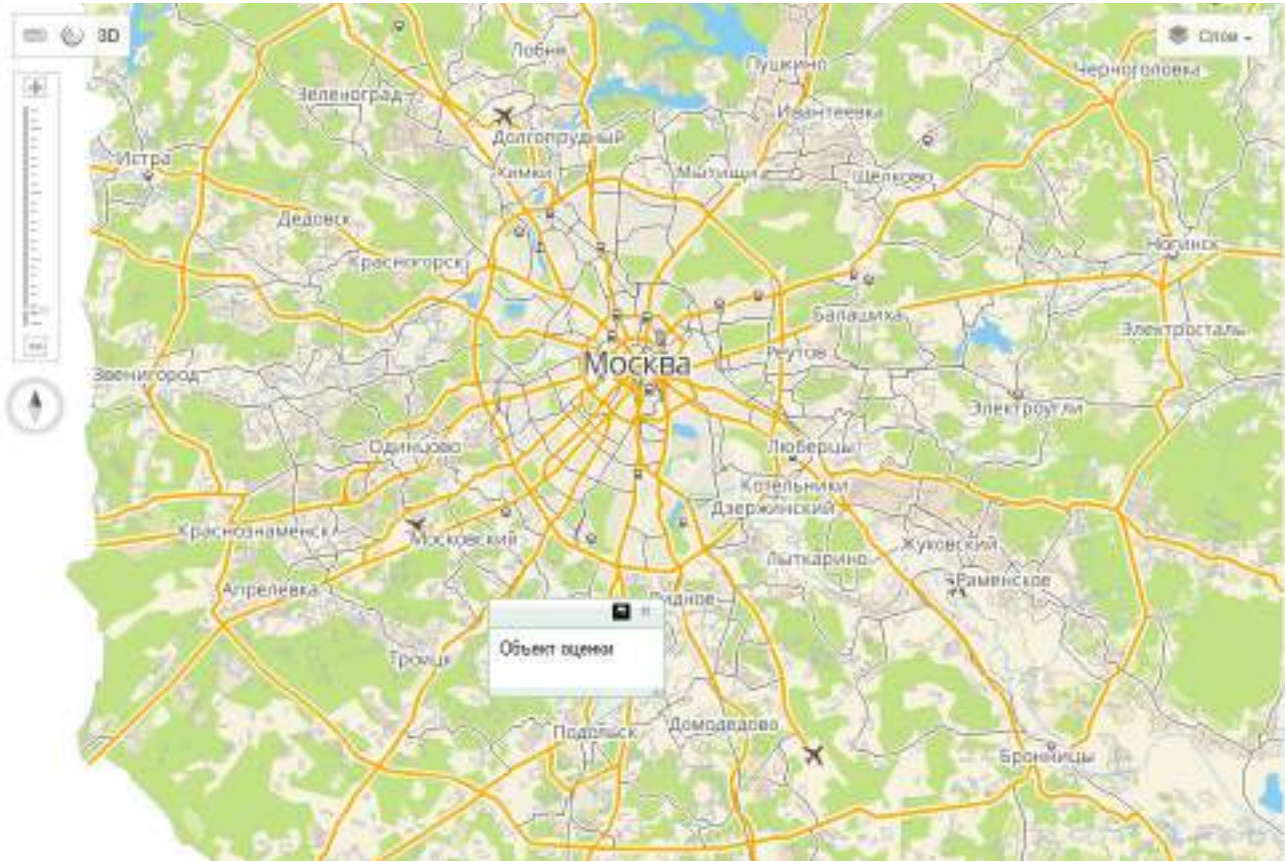 3D
Слои
Лобня
Пушкино
Черноголовка
Зеленоград
Ивантеевка
Долгопрудный
Истра
Химки
Мытищи
Щелково
Дедовск
Красногорск
Ногинск
Балашиха
Электросталь
Москва
Реутов
Звенигород
Электроугли
Одинцово
Люберцы
Котельники
Дзержинский
Краснознаменск
Московский
Жуковский
Лыткарино
Раменское
Апрелевка
Видное
Объект оценки
Троицк
Подольск
Домодедово
Бронницы